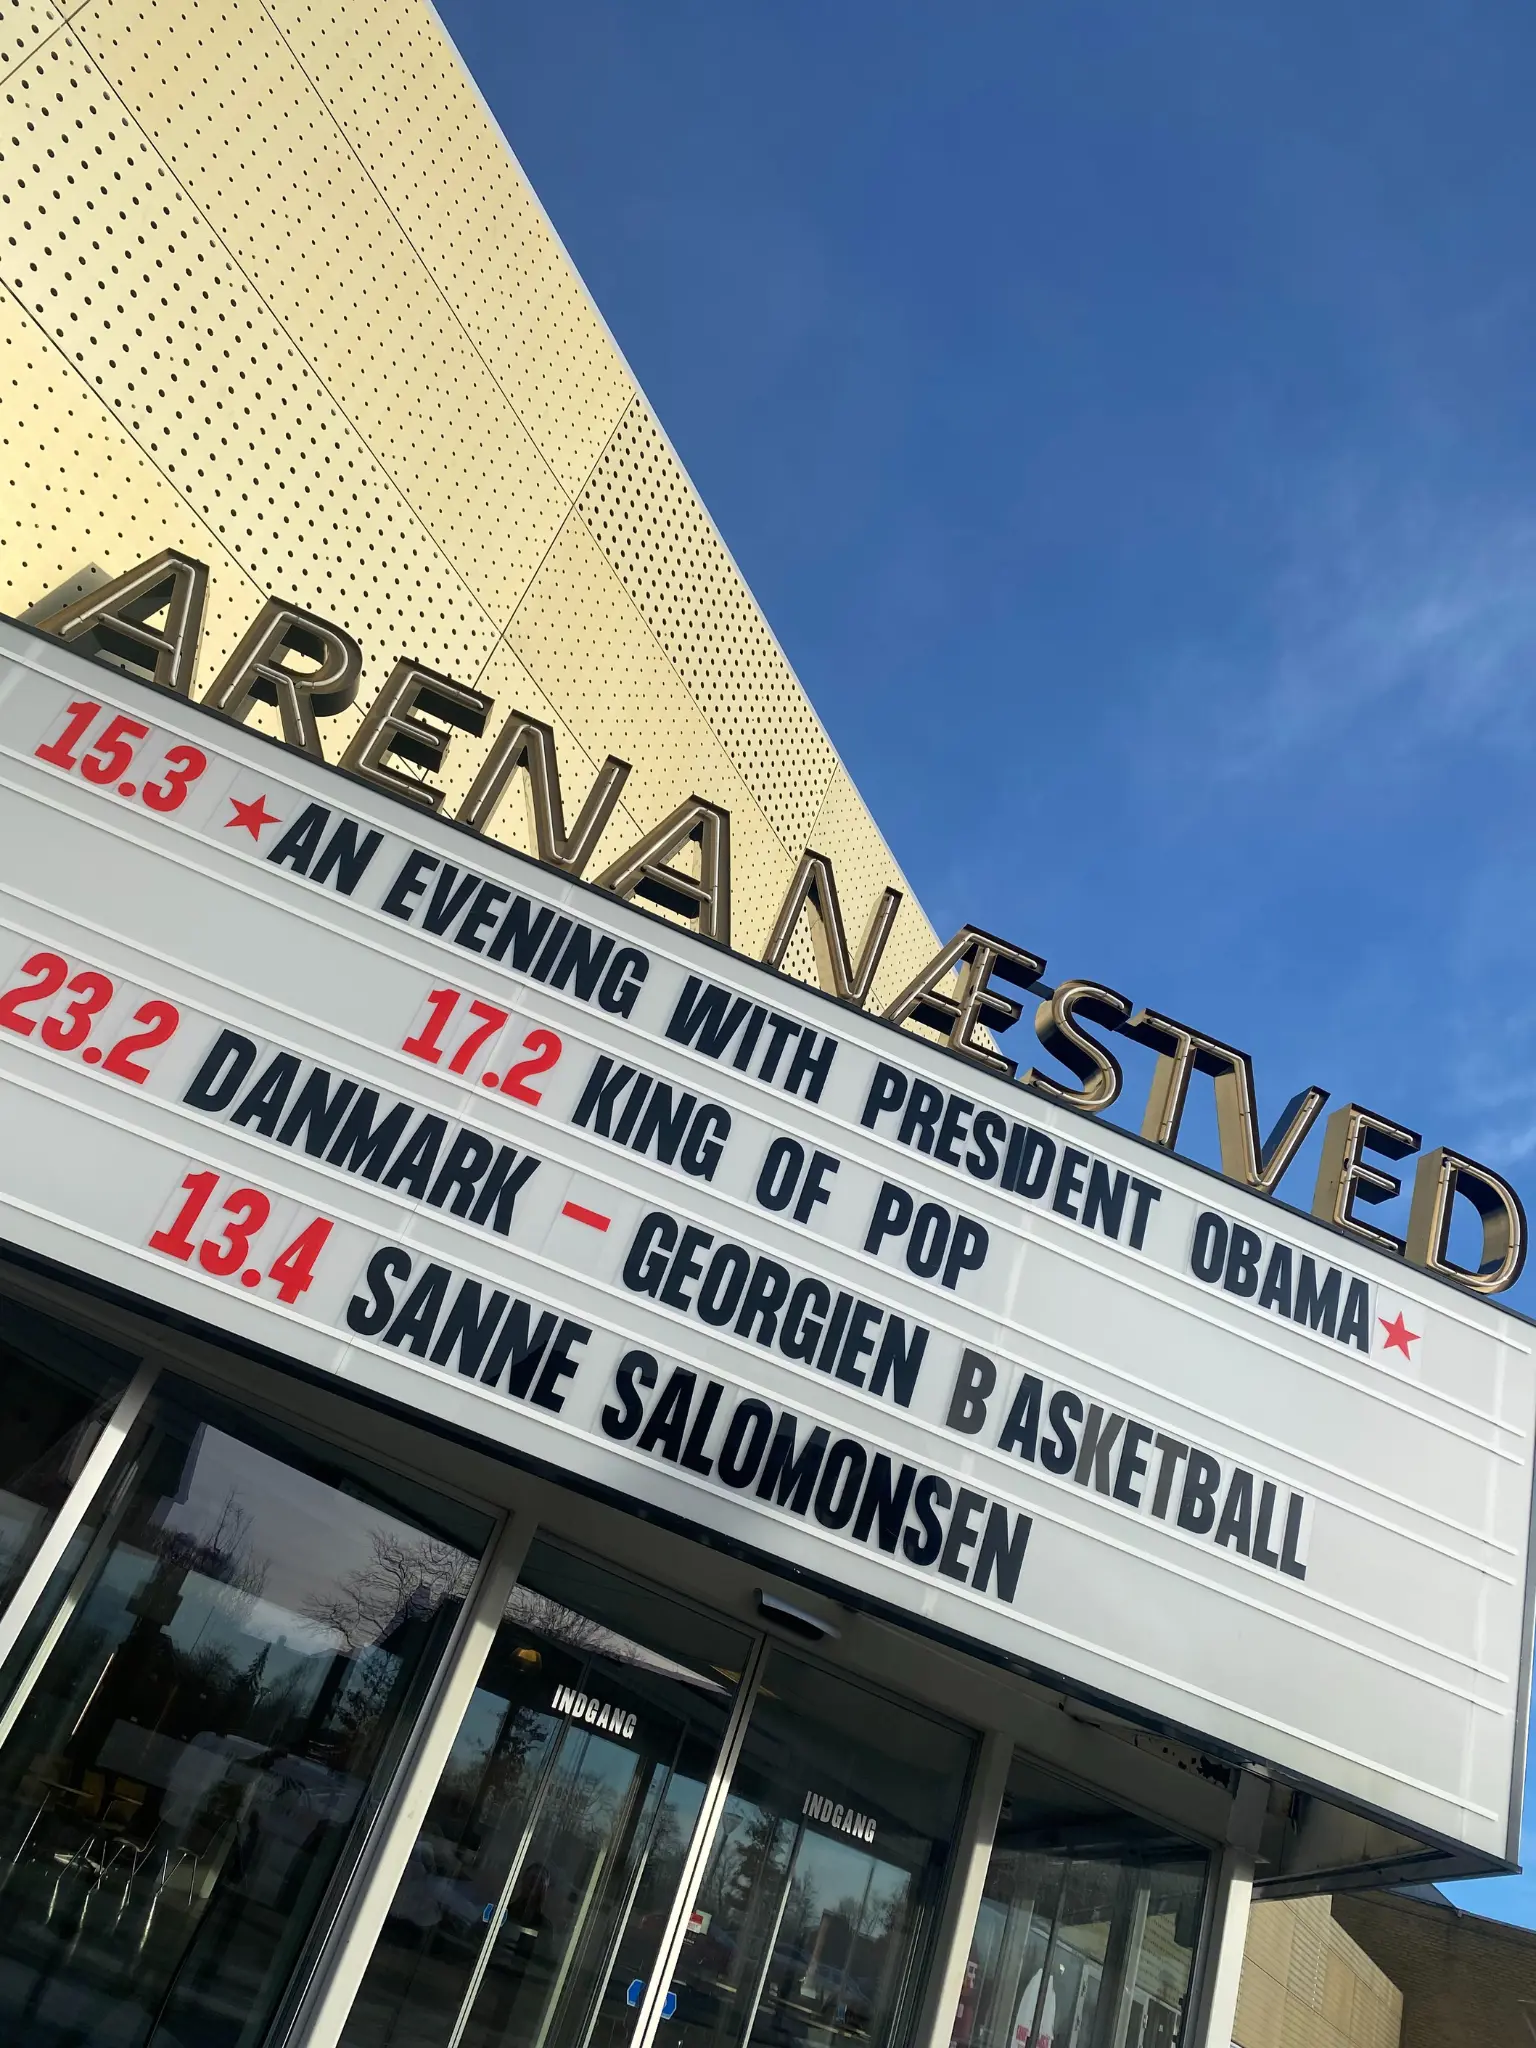 ARENA NÆSTVED
15.3 ★ AN EVENING WITH PRESIDENT OBAMA ★
17.2 KING OF POP
23.2 DANMARK - GEORGIEN BASKETBALL
13.4 SANNE SALOMONSEN
INDGANG
INDGANG